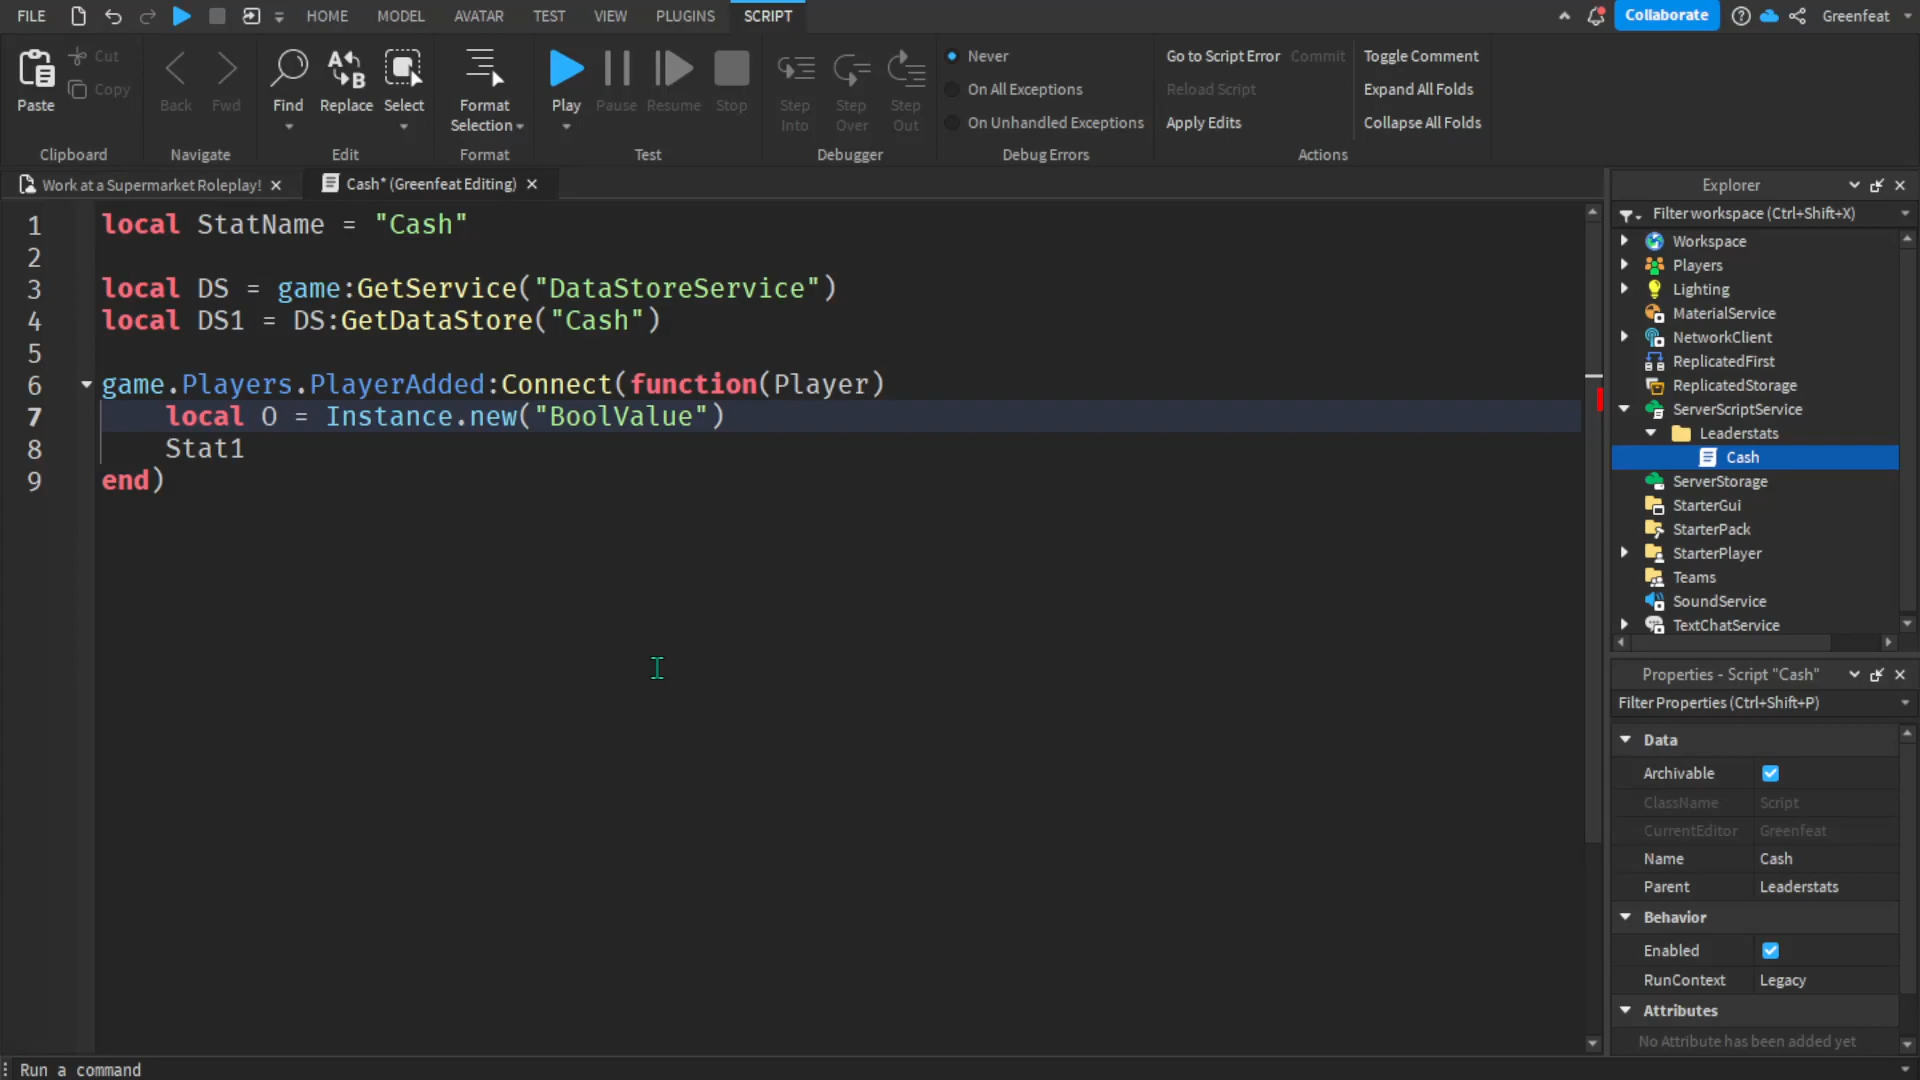 FILE HOME MODEL AVATAR TEST VIEW PLUGINS SCRIPT Collaborate Greenfeat
Paste Cut Copy Back Fwd Find Replace Select Format Selection Play Pause Resume Stop Step Into Step Over Step Out
Never
On All Exceptions
On Unhandled Exceptions
Go to Script Error Commit
Reload Script
Apply Edits
Toggle Comment
Expand All Folds
Collapse All Folds
Clipboard Navigate Edit Format Test Debugger Debug Errors Actions
Work at a Supermarket Roleplay! Cash* (Greenfeat Editing)
1 local StatName = "Cash"
2
3 local DS = game:GetService("DataStoreService")
4 local DS1 = DS:GetDataStore("Cash")
5
6 game.Players.PlayerAdded:Connect(function(Player)
7 local O = Instance.new("BoolValue")
8 Stat1
9 end)
Explorer
Filter workspace (Ctrl+Shift+X)
Workspace
Players
Lighting
MaterialService
NetworkClient
ReplicatedFirst
ReplicatedStorage
ServerScriptService
Leaderstats
Cash
ServerStorage
StarterGui
StarterPack
StarterPlayer
Teams
SoundService
TextChatService
Properties - Script "Cash"
Filter Properties (Ctrl+Shift+P)
Data
Archivable
ClassName Script
CurrentEditor Greenfeat
Name Cash
Parent Leaderstats
Behavior
Enabled
RunContext Legacy
Attributes
No Attribute has been added yet
Run a command